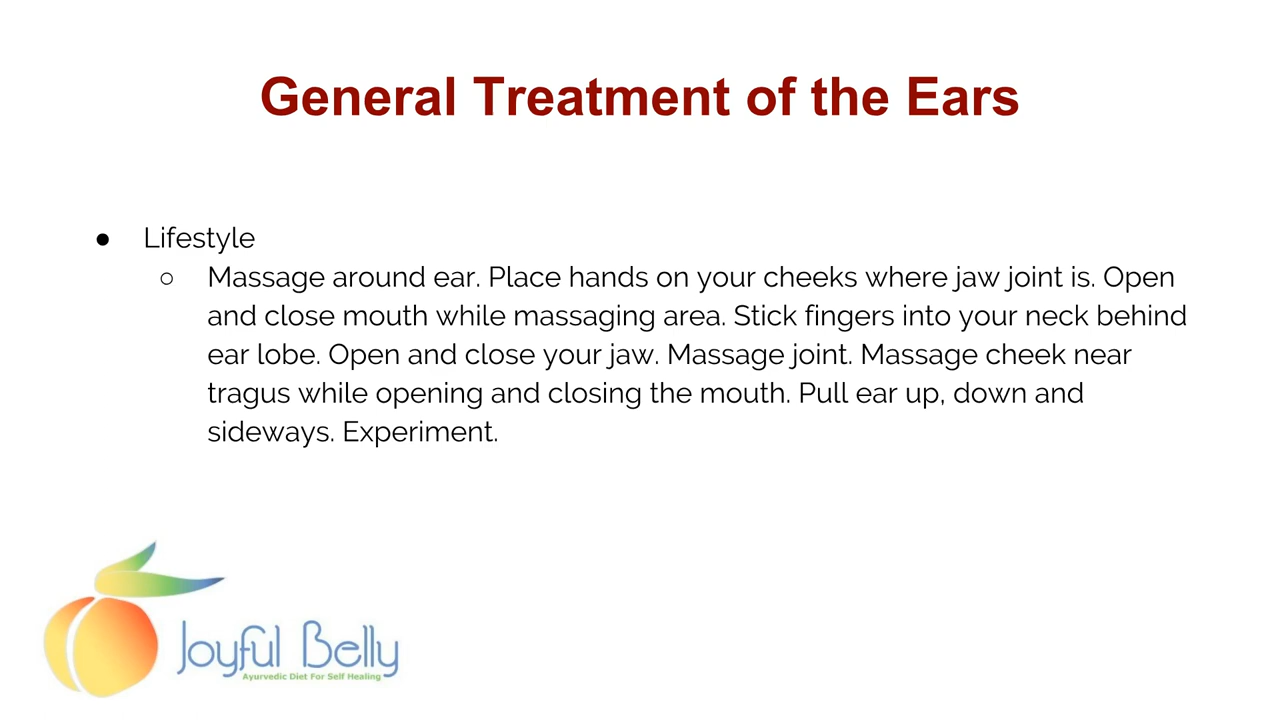 General Treatment of the Ears
● Lifestyle
○ Massage around ear. Place hands on your cheeks where jaw joint is. Open
and close mouth while massaging area. Stick fingers into your neck behind
ear lobe. Open and close your jaw. Massage joint. Massage cheek near
tragus while opening and closing the mouth. Pull ear up, down and
sideways. Experiment.
Joyful Belly
Ayurvedic Diet For Self Healing